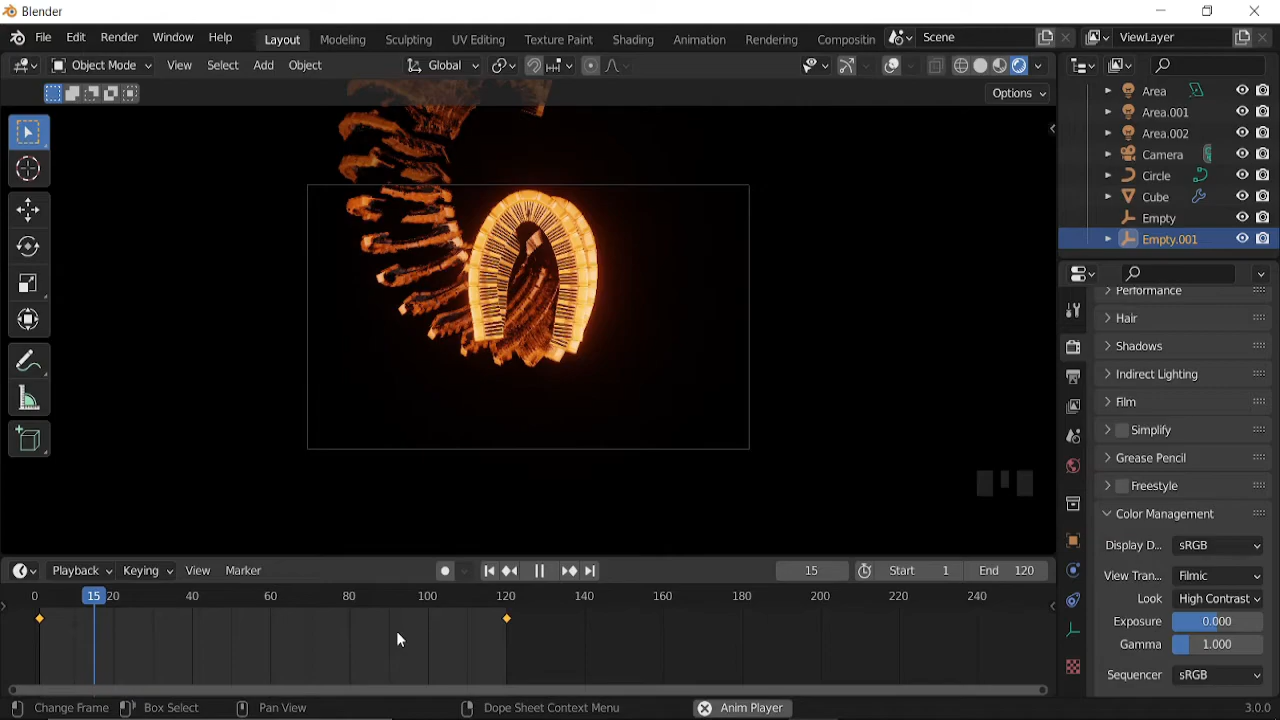 Blender
File Edit Render Window Help Layout Modeling Sculpting UV Editing Texture Paint Shading Animation Rendering Compositin Scene ViewLayer
Object Mode View Select Add Object Global
Options
Area
Area.001
Area.002
Camera
Circle
Cube
Empty
Empty.001
Performance
Hair
Shadows
Indirect Lighting
Film
Simplify
Grease Pencil
Freestyle
Color Management
Display D... sRGB
View Tran... Filmic
Look High Contrast
Exposure 0.000
Gamma 1.000
Sequencer sRGB
Playback Keying View Marker 15 Start 1 End 120
0 15 20 40 60 80 100 120 140 160 180 200 220 240
Change Frame Box Select Pan View Dope Sheet Context Menu Anim Player 3.0.0